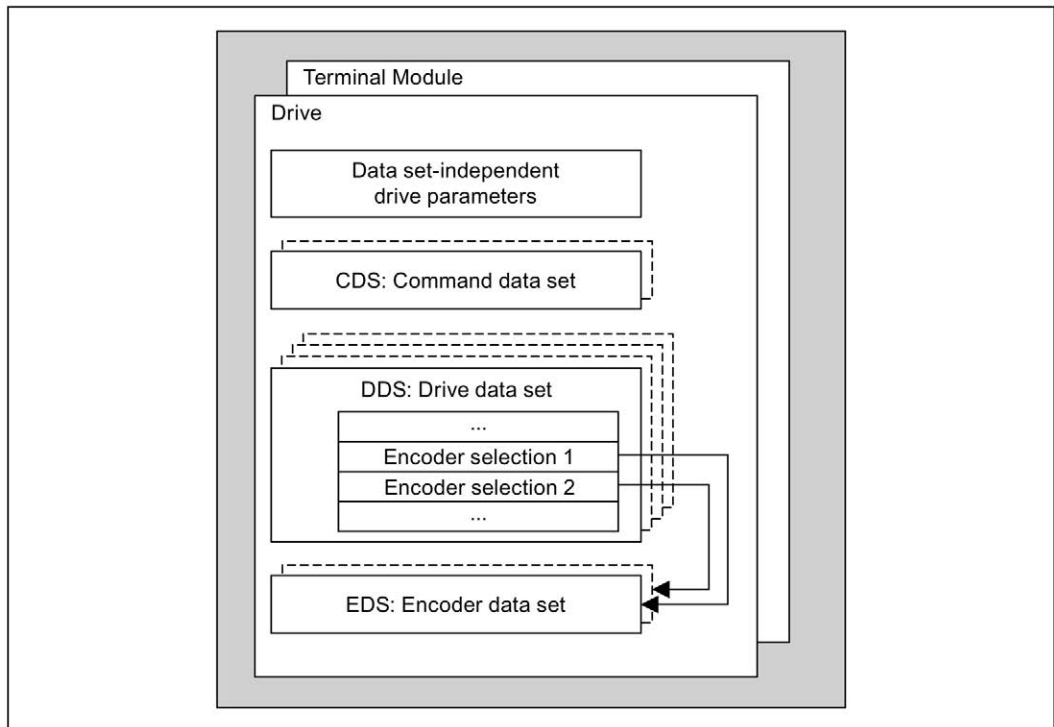 Terminal Module
Drive
Data set-independent
drive parameters
CDS: Command data set
DDS: Drive data set
...
Encoder selection 1
Encoder selection 2
...
EDS: Encoder data set